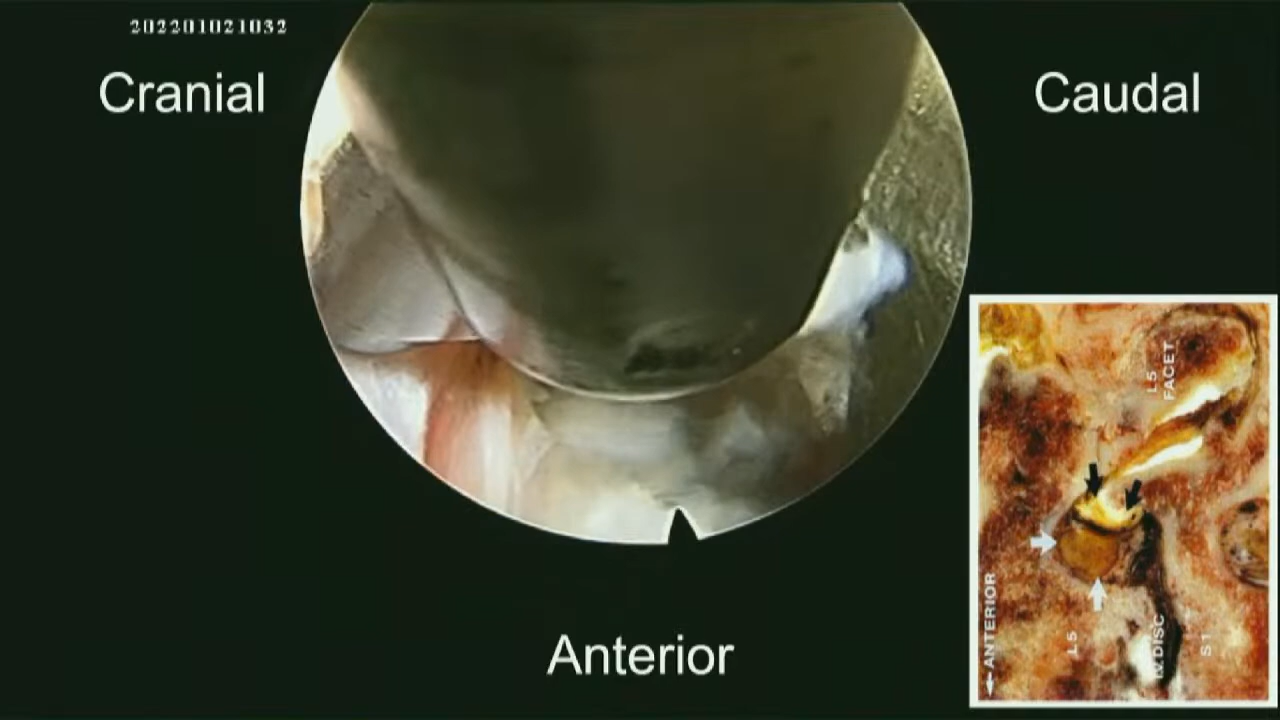 202201021032
Cranial
Caudal
L5
FACET
← ANTERIOR
L5
I.V.DISC
S1
Anterior